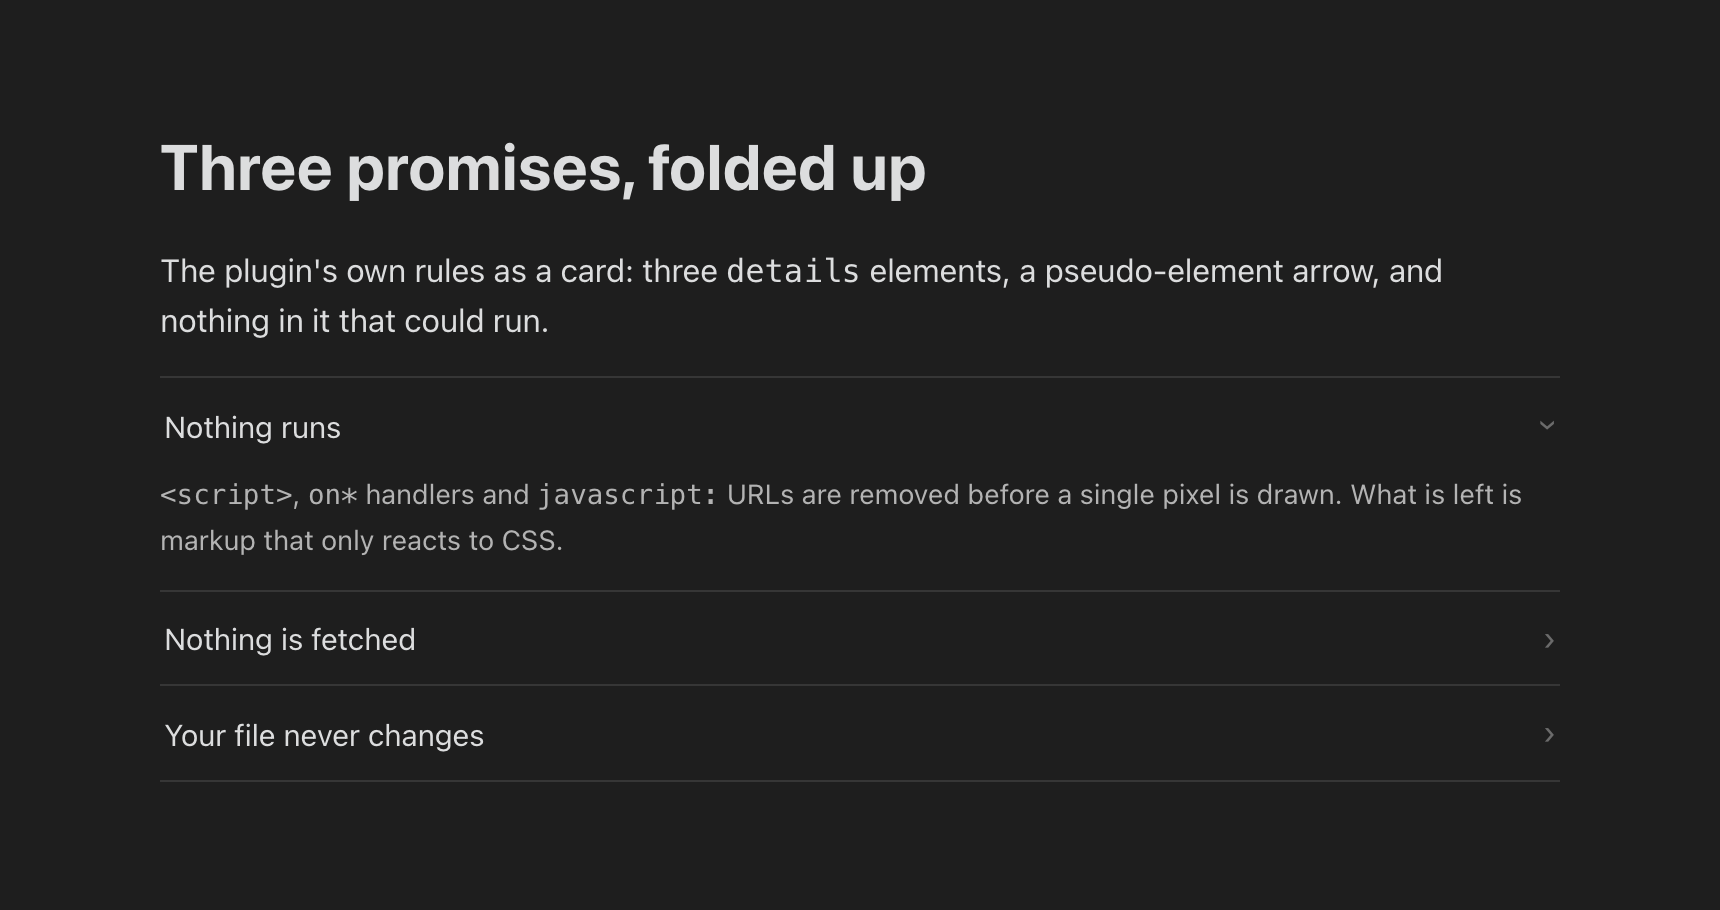 Three promises, folded up
The plugin's own rules as a card: three details elements, a pseudo-element arrow, and
nothing in it that could run.
Nothing runs
<script>, on* handlers and javascript: URLs are removed before a single pixel is drawn. What is left is
markup that only reacts to CSS.
Nothing is fetched
Your file never changes